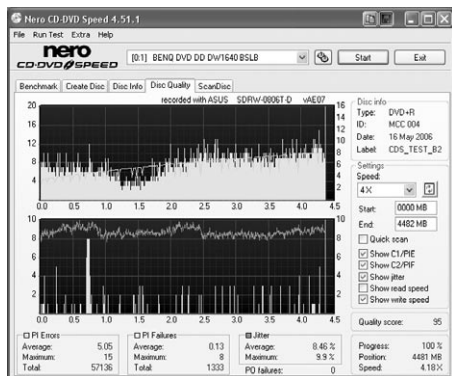 Nero CD-DVD Speed 4.51.1
File Run Test Extra Help
nero
CD·DVD SPEED
[0:1] BENQ DVD DD DW1640 BSLB
Start
Exit
Benchmark Create Disc Disc Info Disc Quality ScanDisc
recorded with ASUS SDRW-0806T-D vAE07
20 16
16 14
12 12
10
8 8
6
4 4
2
0.0 0.5 1.0 1.5 2.0 2.5 3.0 3.5 4.0 4.5
10 10
8 8
6 6
4 4
2 2
0.0 0.5 1.0 1.5 2.0 2.5 3.0 3.5 4.0 4.5
Disc info
Type: DVD+R
ID: MCC 004
Date: 16 May 2006
Label: CDS_TEST_B2
Settings
Speed:
4 X
Start: 0000 MB
End: 4482 MB
Quick scan
Show C1/PIE
Show C2/PIF
Show jitter
Show read speed
Show write speed
Quality score: 95
PI Errors
Average: 5.05
Maximum: 15
Total: 57136
PI Failures
Average: 0.13
Maximum: 8
Total: 1333
Jitter
Average: 8.46 %
Maximum: 9.9 %
PO failures: 0
Progress: 100 %
Position: 4481 MB
Speed: 4.18 X